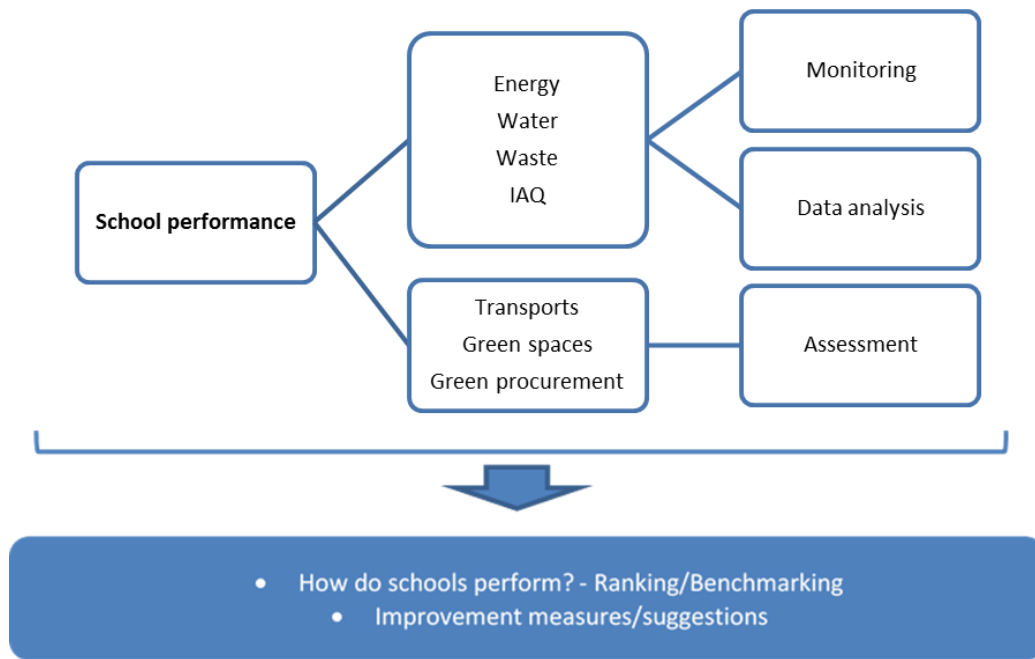 School performance
Energy
Water
Waste
IAQ
Transports
Green spaces
Green procurement
Monitoring
Data analysis
Assessment
• How do schools perform? - Ranking/Benchmarking
• Improvement measures/suggestions